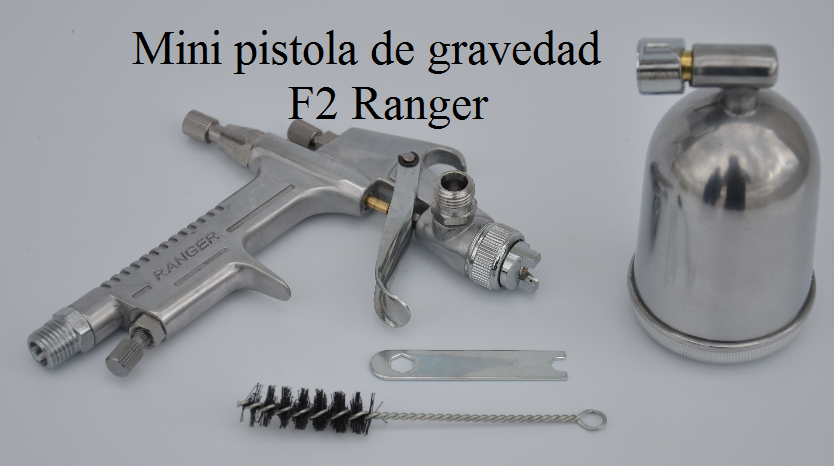 Mini pistola de gravedad
F2 Ranger
RANGER